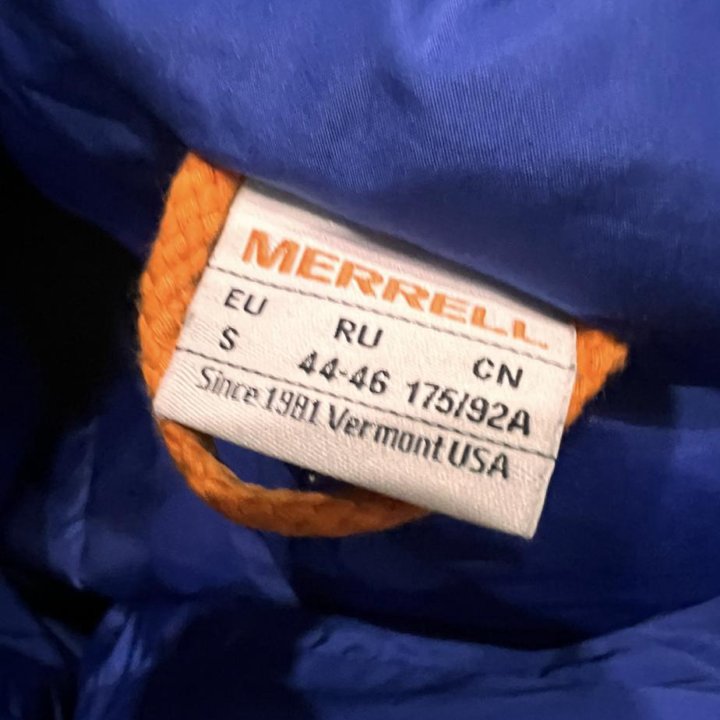 MERRELL
EU RU CN
S 44-46 175/92A
Since 1981 Vermont USA